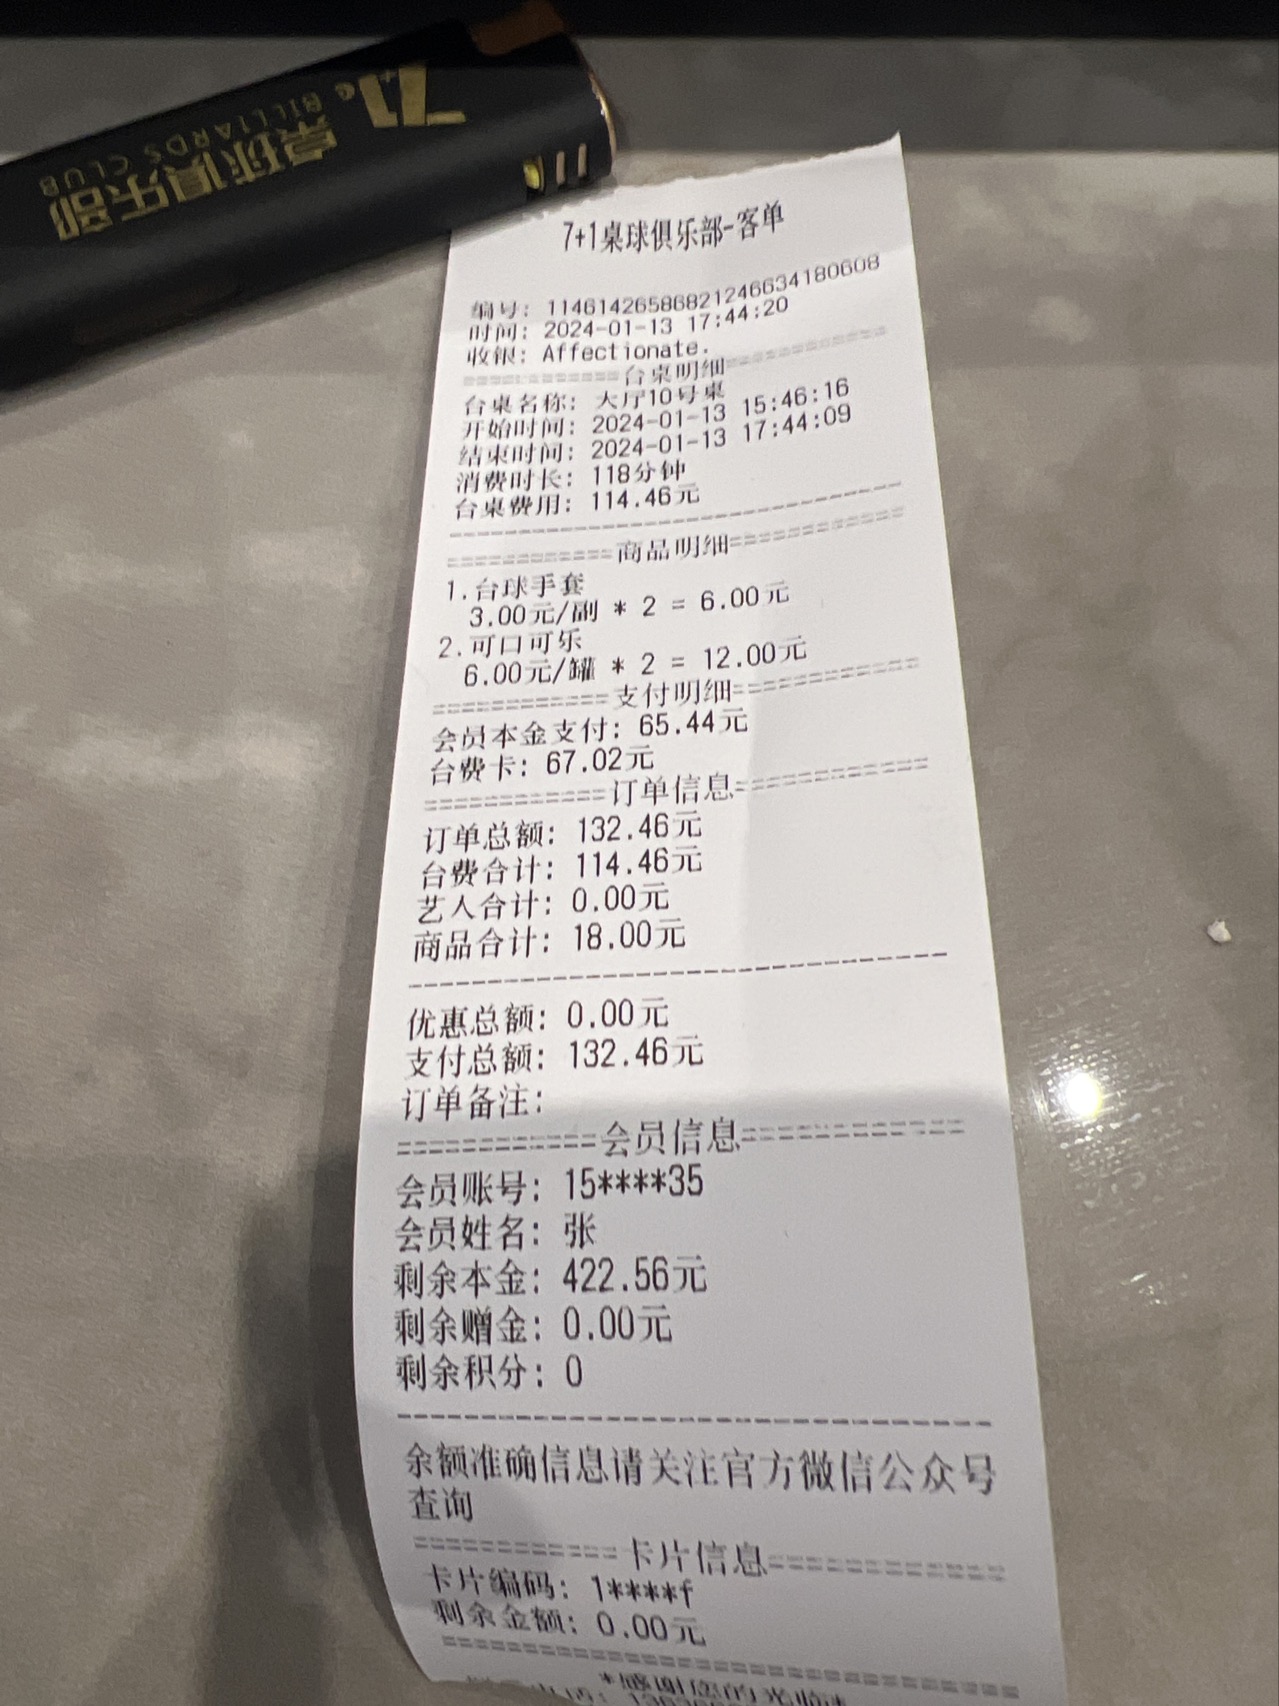 7+1
桌球俱乐部
BILLIARDS CLUB
7+1桌球俱乐部-客单
编号: 1146142658682124663​4180608
时间: 2024-01-13 17:44:20
收银: Affectionate.
============台桌明细============
台桌名称: 大厅10号桌
开始时间: 2024-01-13 15:46:16
结束时间: 2024-01-13 17:44:09
消费时长: 118分钟
台桌费用: 114.46元
============商品明细============
1.台球手套
3.00元/副 * 2 = 6.00元
2.可口可乐
6.00元/罐 * 2 = 12.00元
============支付明细============
会员本金支付: 65.44元
台费卡: 67.02元
============订单信息============
订单总额: 132.46元
台费合计: 114.46元
艺人合计: 0.00元
商品合计: 18.00元
优惠总额: 0.00元
支付总额: 132.46元
订单备注:
============会员信息============
会员账号: 15****35
会员姓名: 张
剩余本金: 422.56元
剩余赠金: 0.00元
剩余积分: 0
余额准确信息请关注官方微信公众号
查询
============卡片信息============
卡片编码: 1****f
剩余金额: 0.00元
*感谢您的光临*